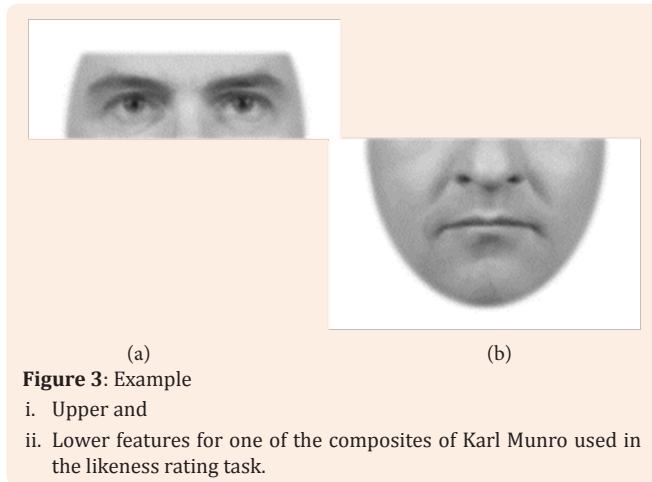 (a) (b)
Figure 3: Example
i. Upper and
ii. Lower features for one of the composites of Karl Munro used in
the likeness rating task.